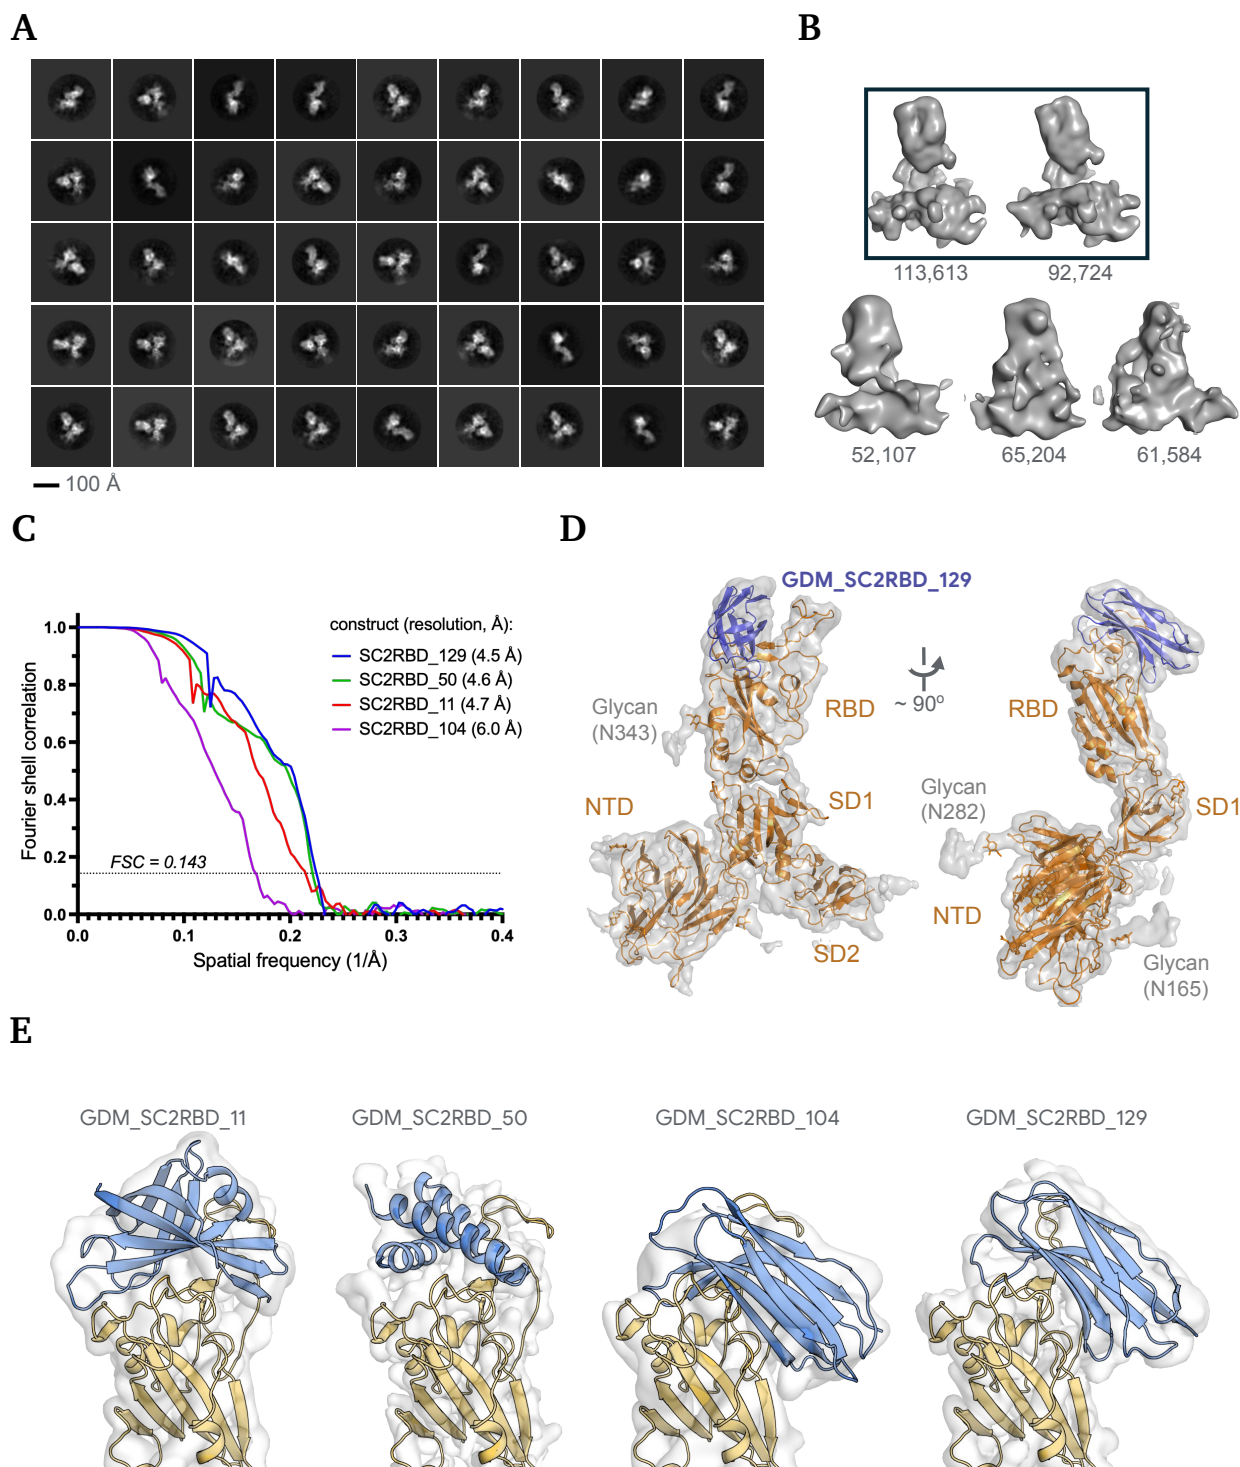 A
B
100 Å
113,613
92,724
52,107
65,204
61,584
C
construct (resolution, Å):
SC2RBD_129 (4.5 Å)
SC2RBD_50 (4.6 Å)
SC2RBD_11 (4.7 Å)
SC2RBD_104 (6.0 Å)
Fourier shell correlation
1.0
0.8
0.6
0.4
0.2
0.0
FSC = 0.143
0.0
0.1
0.2
0.3
0.4
Spatial frequency (1/Å)
D
GDM_SC2RBD_129
Glycan
(N343)
RBD
NTD
SD1
SD2
~ 90º
RBD
Glycan
(N282)
SD1
NTD
Glycan
(N165)
E
GDM_SC2RBD_11
GDM_SC2RBD_50
GDM_SC2RBD_104
GDM_SC2RBD_129